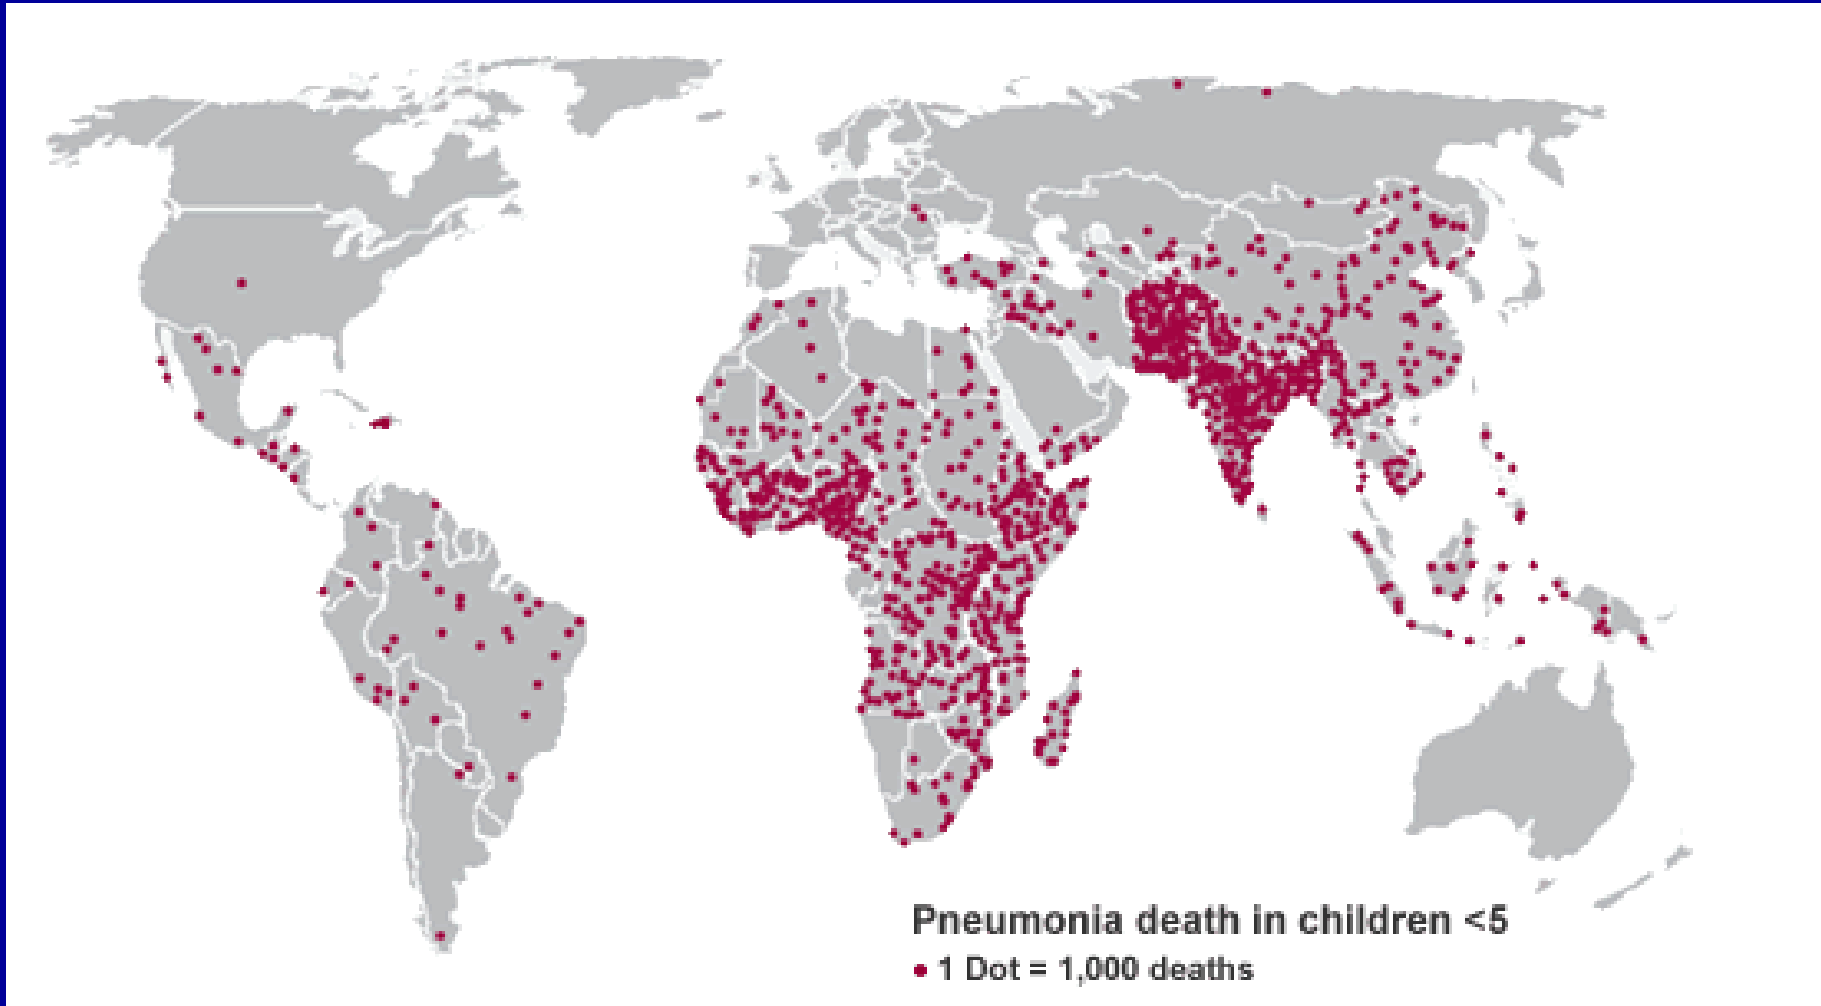 Pneumonia death in children <5
• 1 Dot = 1,000 deaths